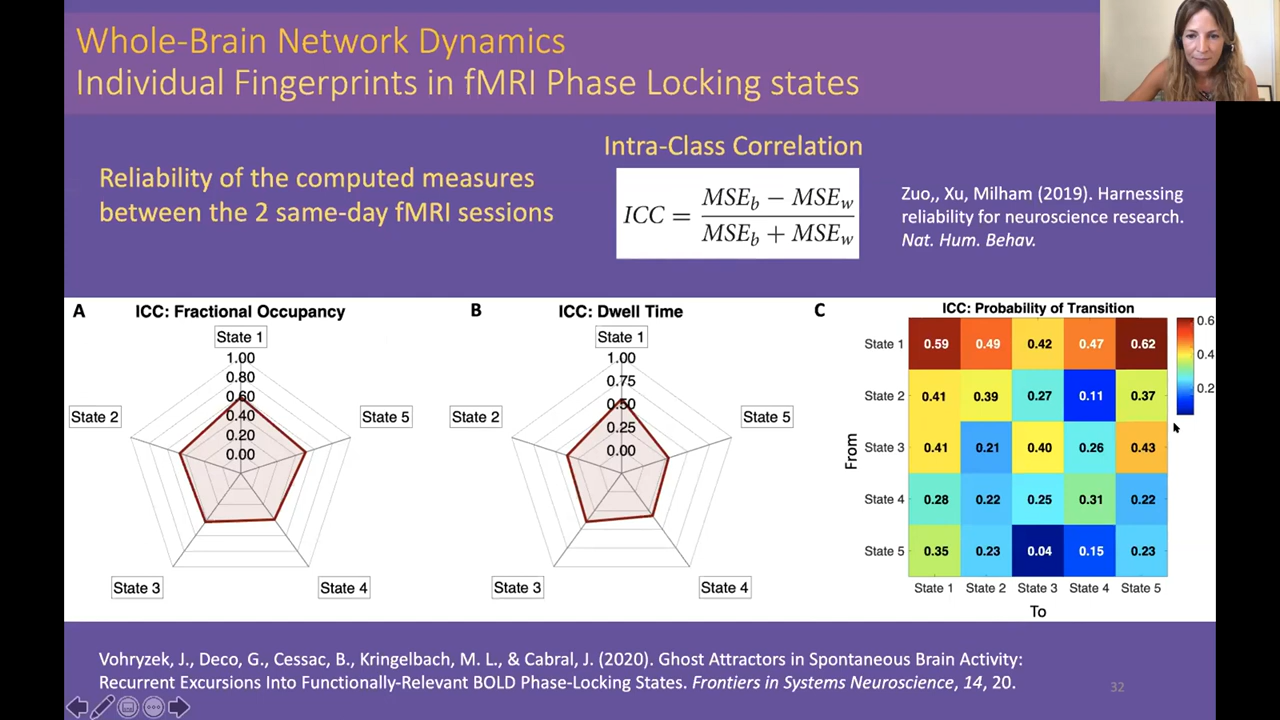 Whole-Brain Network Dynamics
Individual Fingerprints in fMRI Phase Locking states
Reliability of the computed measures
between the 2 same-day fMRI sessions
Intra-Class Correlation
ICC = (MSE_b − MSE_w) / (MSE_b + MSE_w)
Zuo,, Xu, Milham (2019). Harnessing
reliability for neuroscience research.
Nat. Hum. Behav.
A
ICC: Fractional Occupancy
State 1
1.00
0.80
0.60
0.40
0.20
0.00
State 2
State 5
State 3
State 4
B
ICC: Dwell Time
State 1
1.00
0.75
0.50
0.25
0.00
State 2
State 5
State 3
State 4
C
ICC: Probability of Transition
From
State 1 0.59 0.49 0.42 0.47 0.62
State 2 0.41 0.39 0.27 0.11 0.37
State 3 0.41 0.21 0.40 0.26 0.43
State 4 0.28 0.22 0.25 0.31 0.22
State 5 0.35 0.23 0.04 0.15 0.23
State 1 State 2 State 3 State 4 State 5
To
0.6
0.4
0.2
Vohryzek, J., Deco, G., Cessac, B., Kringelbach, M. L., & Cabral, J. (2020). Ghost Attractors in Spontaneous Brain Activity:
Recurrent Excursions Into Functionally-Relevant BOLD Phase-Locking States. Frontiers in Systems Neuroscience, 14, 20.
32